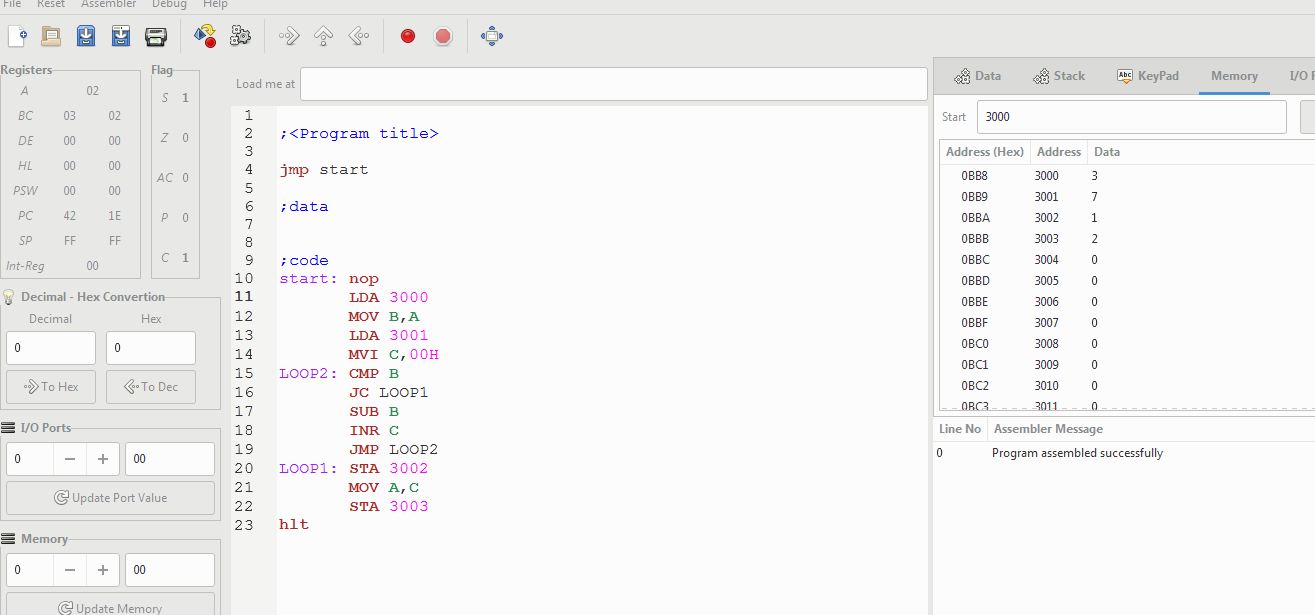 File Reset Assembler Debug Help
Registers
A 02
BC 03 02
DE 00 00
HL 00 00
PSW 00 00
PC 42 1E
SP FF FF
Int-Reg 00
Flag
S 1
Z 0
AC 0
P 0
C 1
Decimal - Hex Convertion
Decimal Hex
0 0
To Hex To Dec
I/O Ports
0 − + 00
Update Port Value
Memory
0 − + 00
Update Memory
Load me at
1
2 ;<Program title>
3
4 jmp start
5
6 ;data
7
8
9 ;code
10 start: nop
11 LDA 3000
12 MOV B,A
13 LDA 3001
14 MVI C,00H
15 LOOP2: CMP B
16 JC LOOP1
17 SUB B
18 INR C
19 JMP LOOP2
20 LOOP1: STA 3002
21 MOV A,C
22 STA 3003
23 hlt
Data Stack Abc KeyPad Memory I/O
Start 3000
Address (Hex) Address Data
0BB8 3000 3
0BB9 3001 7
0BBA 3002 1
0BBB 3003 2
0BBC 3004 0
0BBD 3005 0
0BBE 3006 0
0BBF 3007 0
0BC0 3008 0
0BC1 3009 0
0BC2 3010 0
0BC3 3011 0
Line No Assembler Message
0 Program assembled successfully